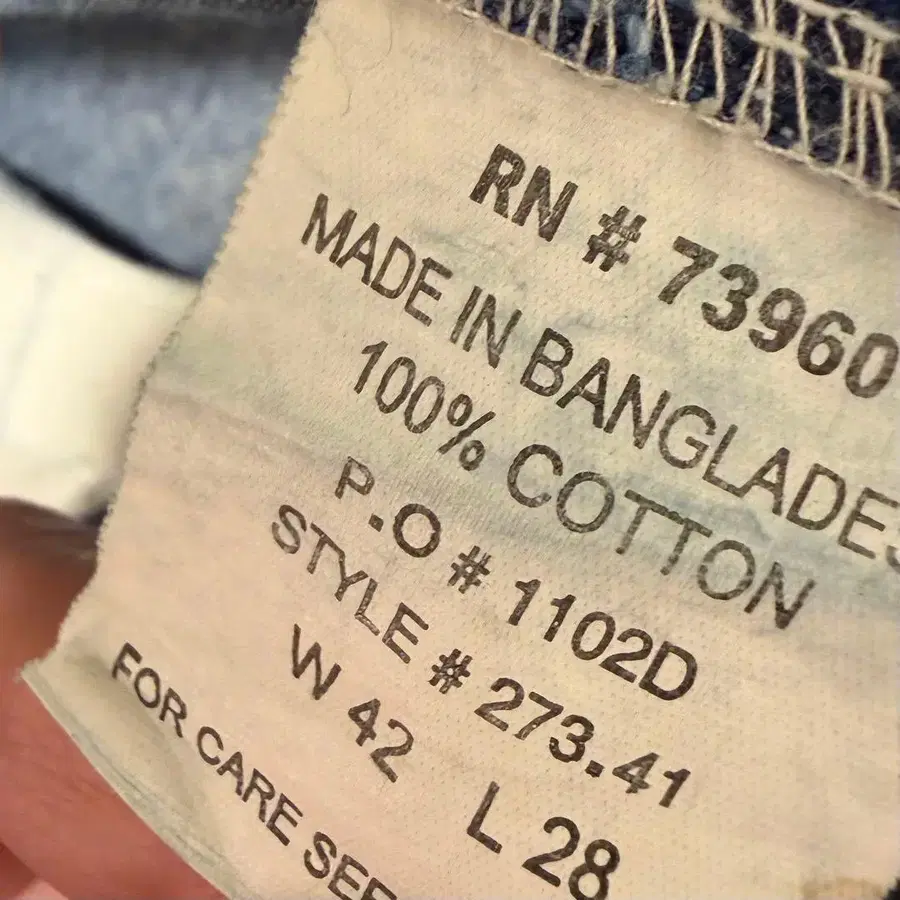 RN # 73960
MADE IN BANGLADES
100% COTTON
P.O # 1102D
STYLE # 273.41
W 42 L 28
FOR CARE SEE